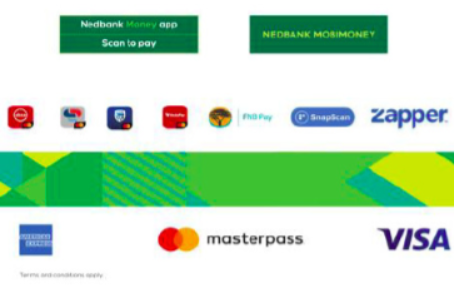 Nedbank Money app
Scan to pay
NEDBANK MOBIMONEY
FNB Pay
SnapScan
zapper
AMERICAN EXPRESS
masterpass
VISA
Terms and conditions apply.